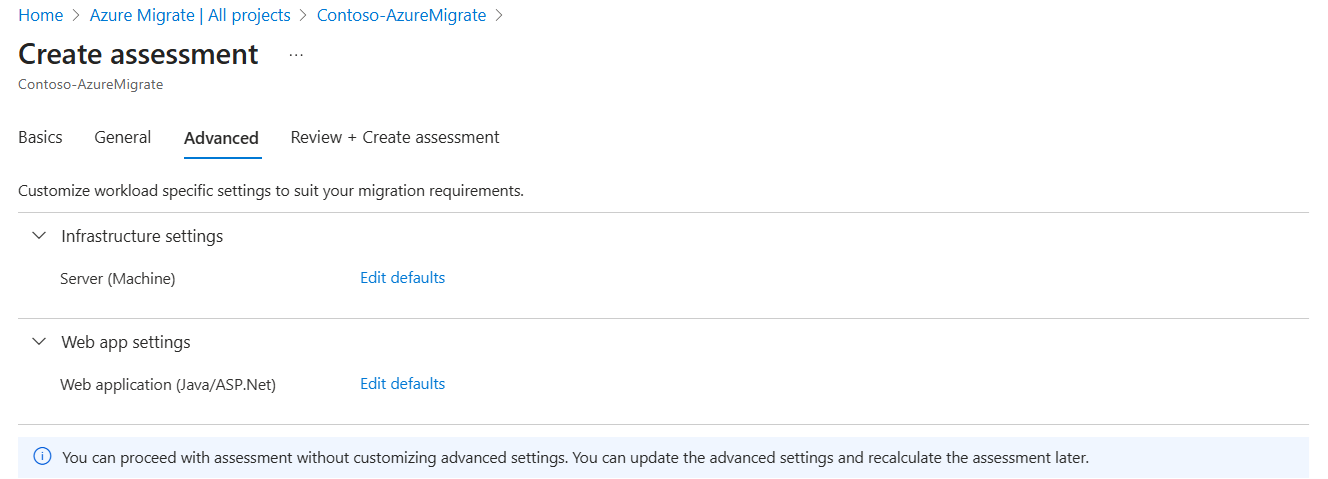 Home > Azure Migrate | All projects > Contoso-AzureMigrate >
Create assessment ...
Contoso-AzureMigrate
Basics General Advanced Review + Create assessment
Customize workload specific settings to suit your migration requirements.
Infrastructure settings
Server (Machine) Edit defaults
Web app settings
Web application (Java/ASP.Net) Edit defaults
You can proceed with assessment without customizing advanced settings. You can update the advanced settings and recalculate the assessment later.